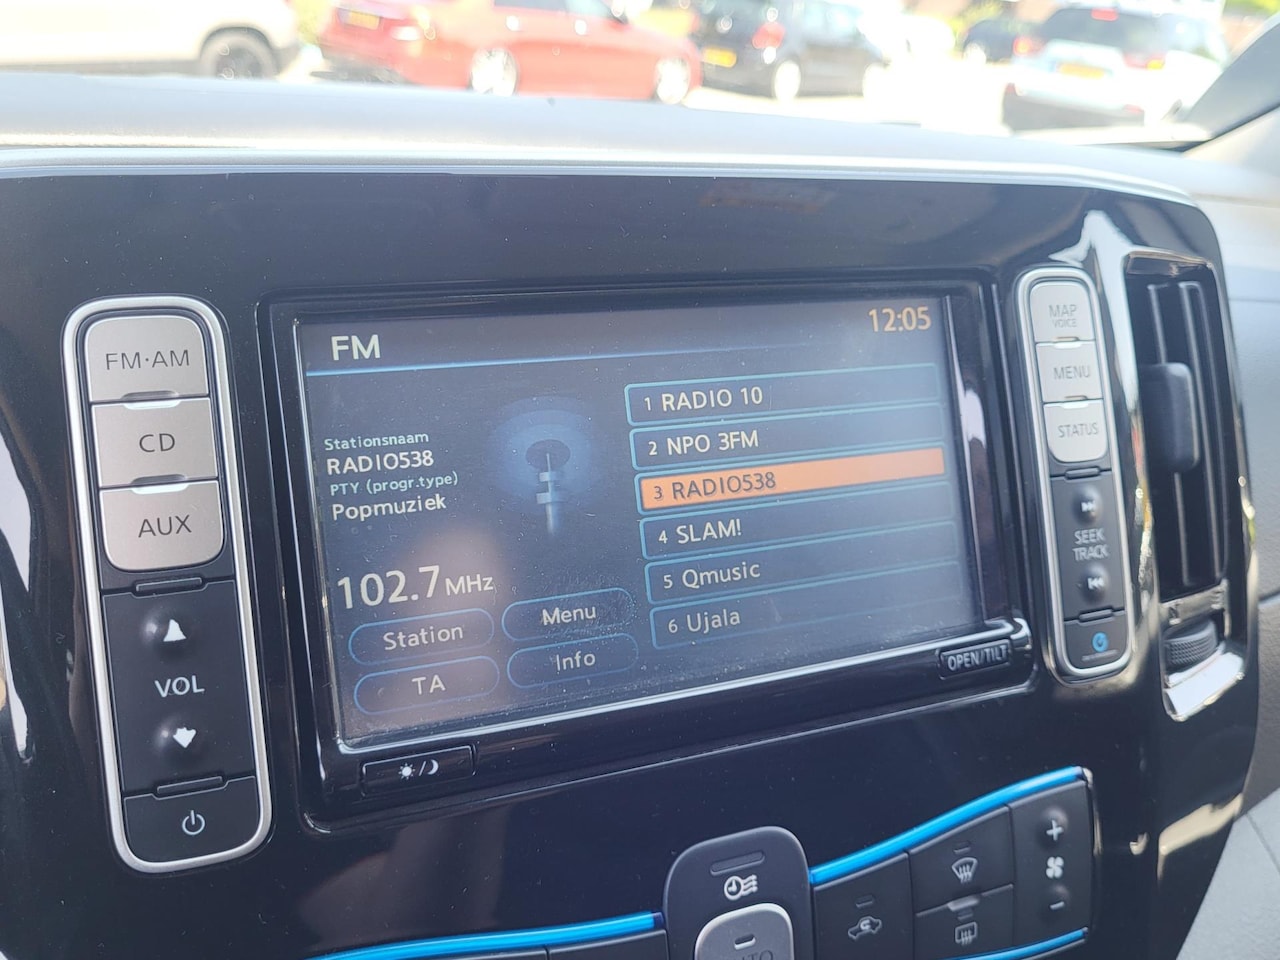 FM·AM
CD
AUX
VOL
FM
12:05
Stationsnaam
RADIO538
PTY (progr.type)
Popmuziek
102.7 MHz
Station
Menu
TA
Info
1 RADIO 10
2 NPO 3FM
3 RADIO538
4 SLAM!
5 Qmusic
6 Ujala
OPEN/TILT
MAP
VOICE
MENU
STATUS
SEEK
TRACK